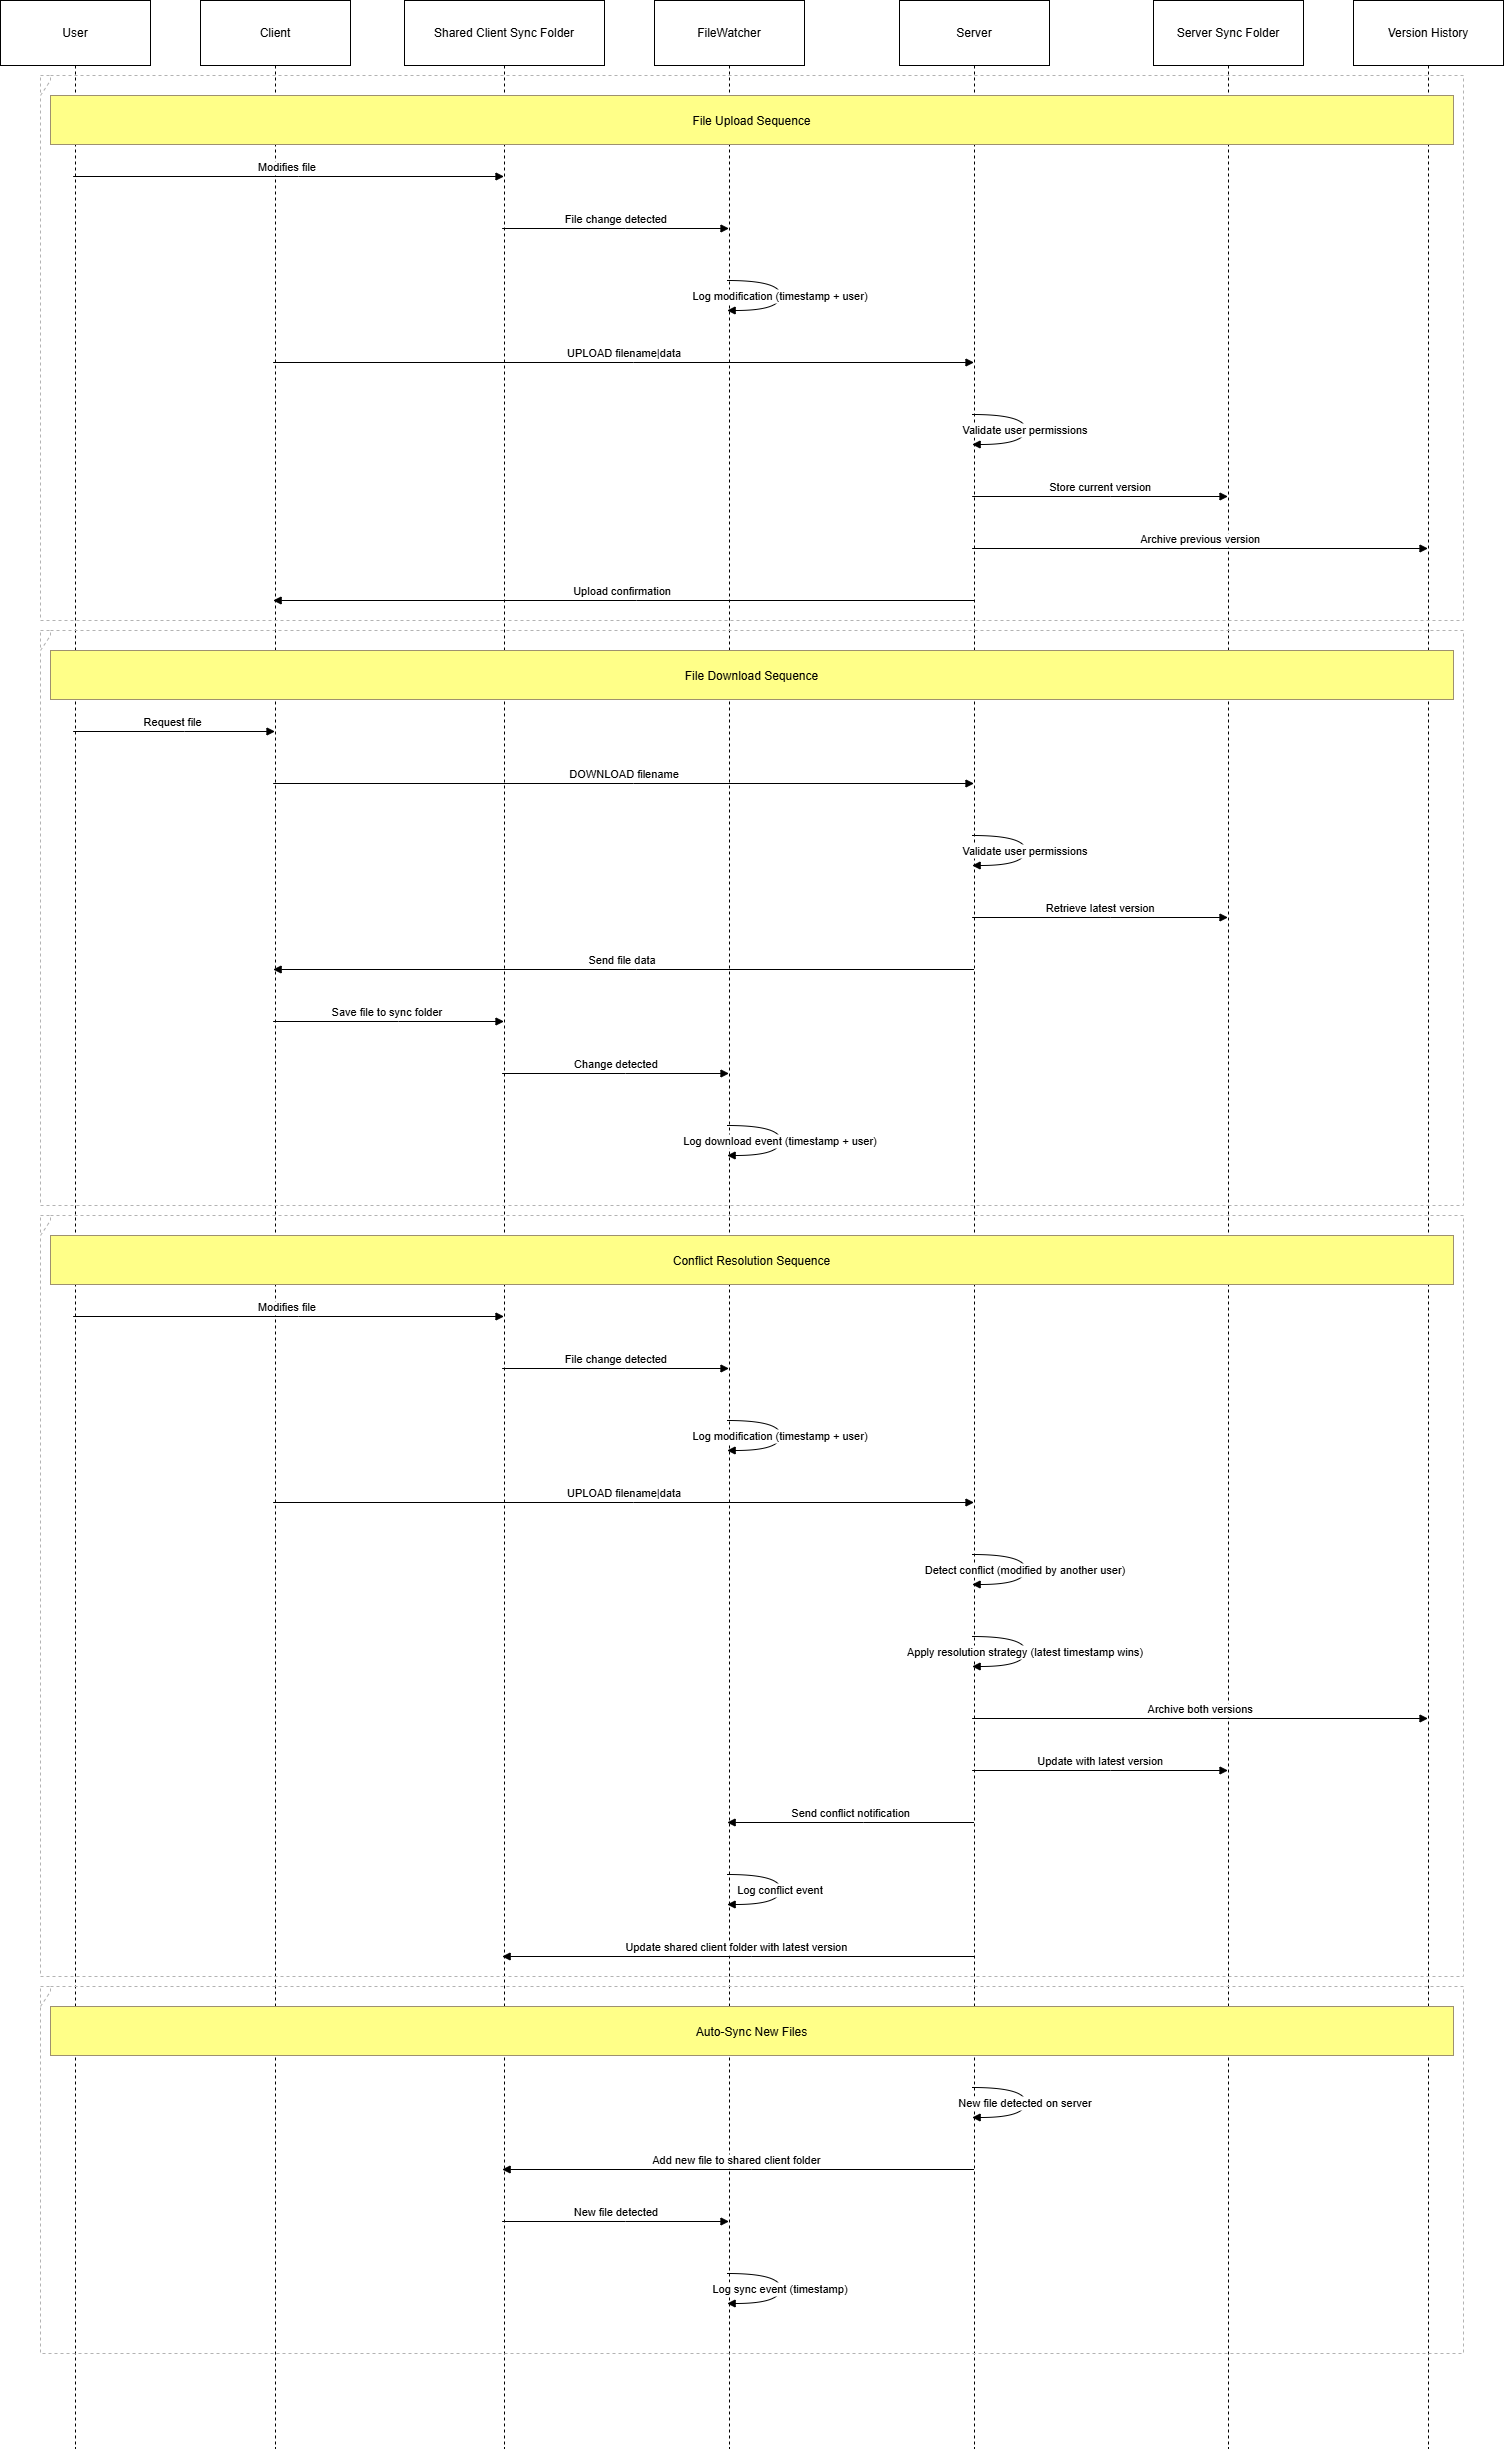 User
Client
Shared Client Sync Folder
FileWatcher
Server
Server Sync Folder
Version History
File Upload Sequence
Modifies file
File change detected
Log modification (timestamp + user)
UPLOAD filename|data
Validate user permissions
Store current version
Archive previous version
Upload confirmation
File Download Sequence
Request file
DOWNLOAD filename
Validate user permissions
Retrieve latest version
Send file data
Save file to sync folder
Change detected
Log download event (timestamp + user)
Conflict Resolution Sequence
Modifies file
File change detected
Log modification (timestamp + user)
UPLOAD filename|data
Detect conflict (modified by another user)
Apply resolution strategy (latest timestamp wins)
Archive both versions
Update with latest version
Send conflict notification
Log conflict event
Update shared client folder with latest version
Auto-Sync New Files
New file detected on server
Add new file to shared client folder
New file detected
Log sync event (timestamp)